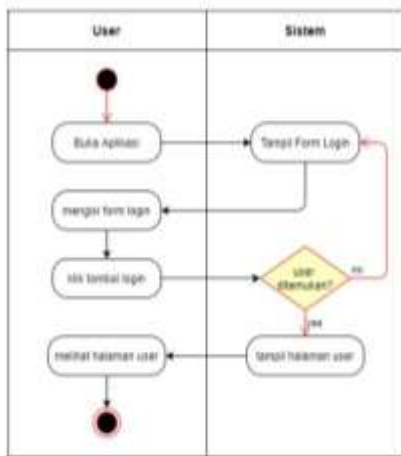 User
Sistem
Buka Aplikasi
Tampil Form Login
mengisi form login
klik tombol login
user
ditemukan?
no
yes
melihat halaman user
tampil halaman user